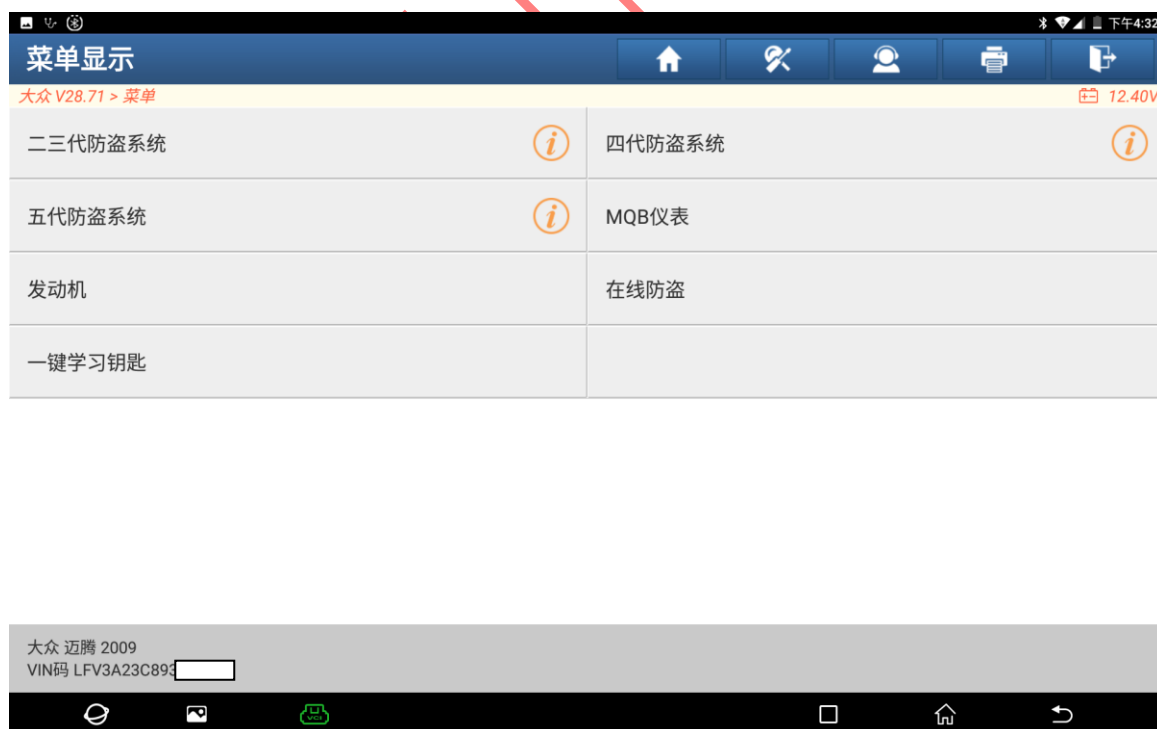 下午4:32
菜单显示
大众 V28.71 > 菜单
12.40V
二三代防盗系统
四代防盗系统
五代防盗系统
MQB仪表
发动机
在线防盗
一键学习钥匙
大众 迈腾 2009
VIN码 LFV3A23C893
VCI